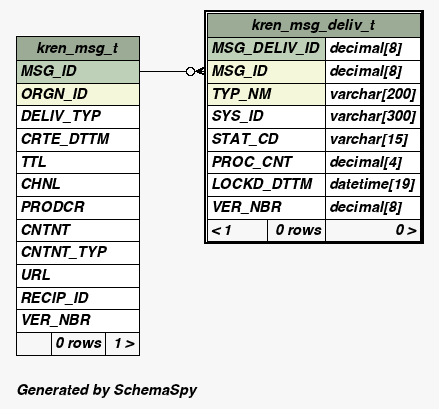 kren_msg_t
MSG_ID
ORGN_ID
DELIV_TYP
CRTE_DTTM
TTL
CHNL
PRODCR
CNTNT
CNTNT_TYP
URL
RECIP_ID
VER_NBR
0 rows 1 >
kren_msg_deliv_t
MSG_DELIV_ID decimal[8]
MSG_ID decimal[8]
TYP_NM varchar[200]
SYS_ID varchar[300]
STAT_CD varchar[15]
PROC_CNT decimal[4]
LOCKD_DTTM datetime[19]
VER_NBR decimal[8]
< 1 0 rows 0 >
Generated by SchemaSpy